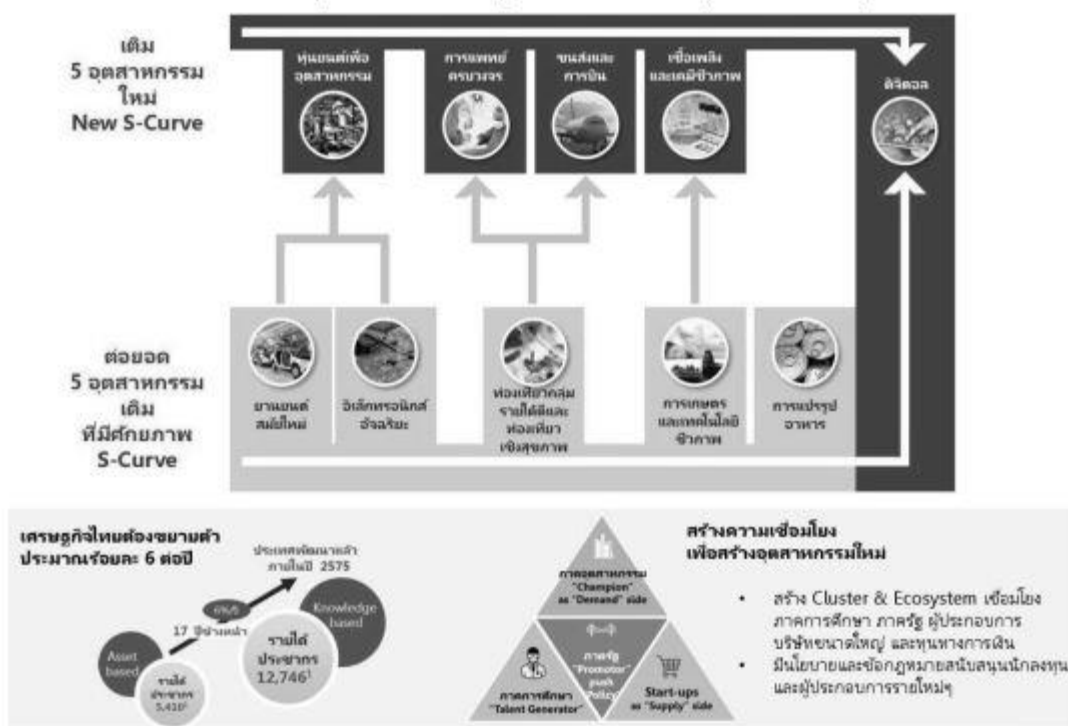 เติม
5 อุตสาหกรรม
ใหม่
New S-Curve
หุ่นยนต์เพื่อ
อุตสาหกรรม
การแพทย์
ครบวงจร
ขนส่งและ
การบิน
เชื้อเพลิง
และเคมีชีวภาพ
ดิจิตอล
ต่อยอด
5 อุตสาหกรรม
เดิม
ที่มีศักยภาพ
S-Curve
ยานยนต์
สมัยใหม่
อิเล็กทรอนิกส์
อัจฉริยะ
ท่องเที่ยวกลุ่ม
รายได้ดีและ
ท่องเที่ยว
เชิงสุขภาพ
การเกษตร
และเทคโนโลยี
ชีวภาพ
การแปรรูป
อาหาร
เศรษฐกิจไทยต้องขยายตัว
ประมาณร้อยละ 6 ต่อปี
ประเทศพัฒนาแล้ว
ภายในปี 2575
17 ปีข้างหน้า
Asset
based
รายได้
ประชากร
5,410
Knowledge
based
รายได้
ประชากร
12,746¹
ภาคอุตสาหกรรม
"Champion"
as "Demand" side
ภาครัฐ
"Promotor"
push
Policy
ภาคการศึกษา
"Talent Generator"
Start-ups
as "Supply" side
สร้างความเชื่อมโยง
เพื่อสร้างอุตสาหกรรมใหม่
• สร้าง Cluster & Ecosystem เชื่อมโยง
ภาคการศึกษา ภาครัฐ ผู้ประกอบการ
บริษัทขนาดใหญ่ และทุนทางการเงิน
• มีนโยบายและข้อกฎหมายสนับสนุนนักลงทุน
และผู้ประกอบการรายใหม่ๆ